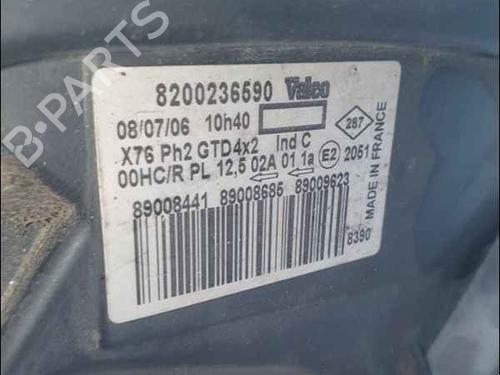 B-PARTS
8200236590 Valeo
08/07/06 10h40
287
X76 Ph2 GTD4x2 Ind C
00HC/R PL 12,5 02A 01 1a E2 2051
89008441 89008685 89009623
8390
MADE IN FRANCE